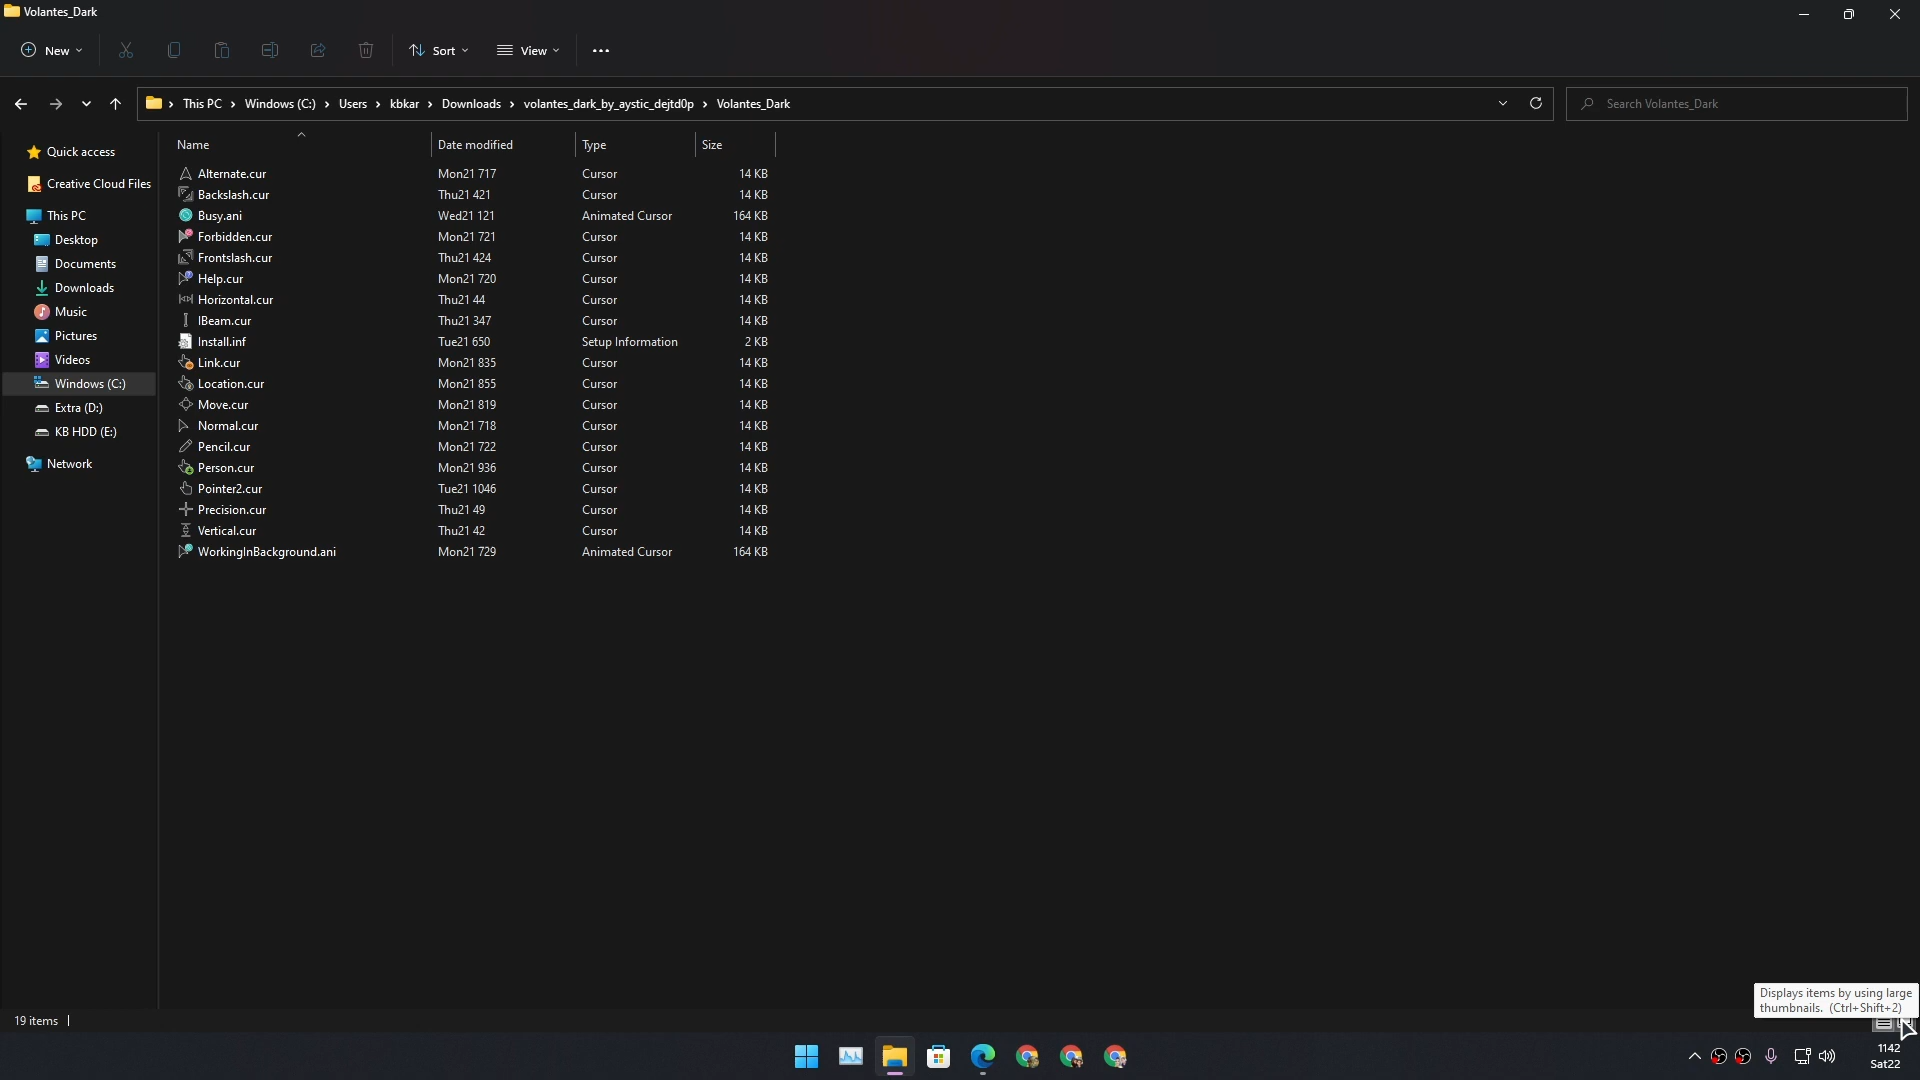 Volantes_Dark
New
Sort
View
This PC > Windows (C:) > Users > kbkar > Downloads > volantes_dark_by_aystic_dejtd0p > Volantes_Dark
Search Volantes_Dark
Quick access
Creative Cloud Files
This PC
Desktop
Documents
Downloads
Music
Pictures
Videos
Windows (C:)
Extra (D:)
KB HDD (E:)
Network
Name Date modified Type Size
Alternate.cur Mon21 717 Cursor 14 KB
Backslash.cur Thu21 421 Cursor 14 KB
Busy.ani Wed21 121 Animated Cursor 164 KB
Forbidden.cur Mon21 721 Cursor 14 KB
Frontslash.cur Thu21 424 Cursor 14 KB
Help.cur Mon21 720 Cursor 14 KB
Horizontal.cur Thu21 44 Cursor 14 KB
IBeam.cur Thu21 347 Cursor 14 KB
Install.inf Tue21 650 Setup Information 2 KB
Link.cur Mon21 835 Cursor 14 KB
Location.cur Mon21 855 Cursor 14 KB
Move.cur Mon21 819 Cursor 14 KB
Normal.cur Mon21 718 Cursor 14 KB
Pencil.cur Mon21 722 Cursor 14 KB
Person.cur Mon21 936 Cursor 14 KB
Pointer2.cur Tue21 1046 Cursor 14 KB
Precision.cur Thu21 49 Cursor 14 KB
Vertical.cur Thu21 42 Cursor 14 KB
WorkingInBackground.ani Mon21 729 Animated Cursor 164 KB
Displays items by using large
thumbnails. (Ctrl+Shift+2)
19 items
1142
Sat22